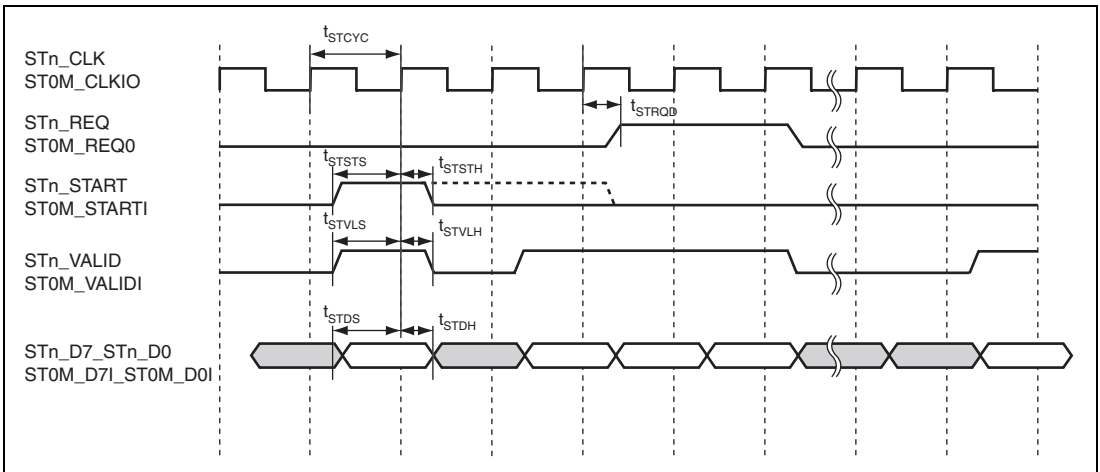 tSTCYC
STn_CLK
ST0M_CLKIO
STn_REQ
ST0M_REQ0
tSTRQD
tSTSTS
tSTSTH
STn_START
ST0M_STARTI
tSTVLS
tSTVLH
STn_VALID
ST0M_VALIDI
tSTDS
tSTDH
STn_D7_STn_D0
ST0M_D7I_ST0M_D0I